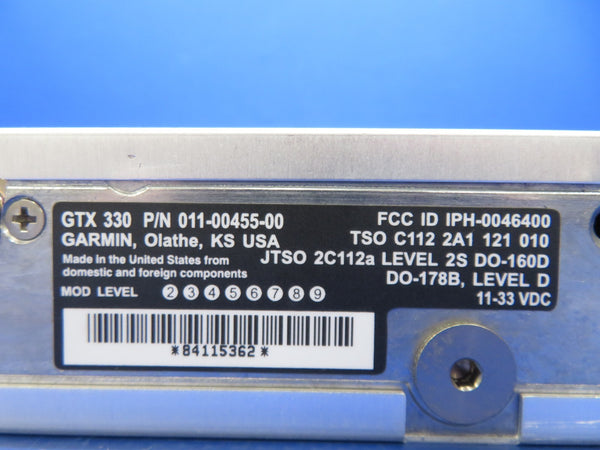 GTX 330 P/N 011-00455-00
GARMIN, Olathe, KS USA
Made in the United States from
domestic and foreign components
MOD LEVEL 2 3 4 5 6 7 8 9
*84115362*
FCC ID IPH-0046400
TSO C112 2A1 121 010
JTSO 2C112a LEVEL 2S DO-160D
DO-178B, LEVEL D
11-33 VDC